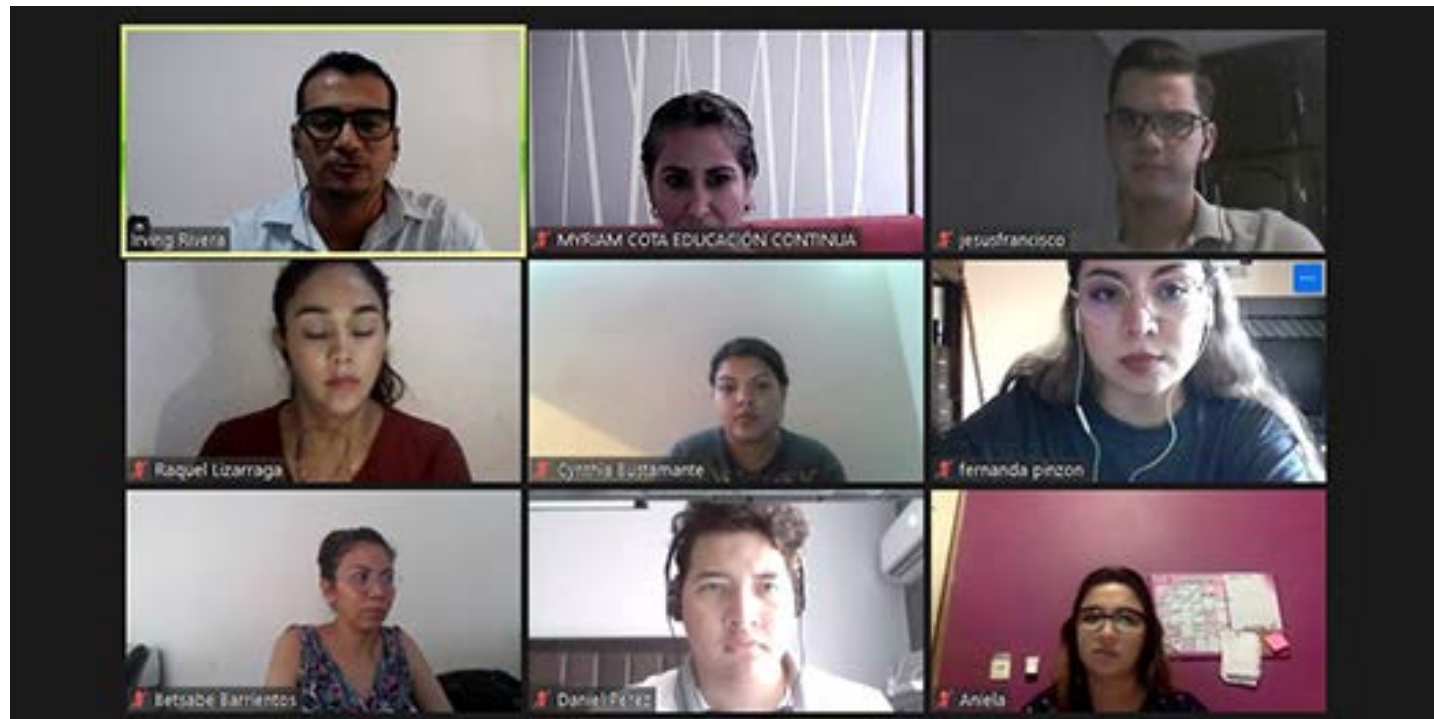 Irving Rivera
MYRIAM COTA EDUCACIÓN CONTINUA
jesusfrancisco
Raquel Lizarraga
Cynthia Bustamante
fernanda pinzon
Betsabe Barrientos
Daniel Perez
Aniela